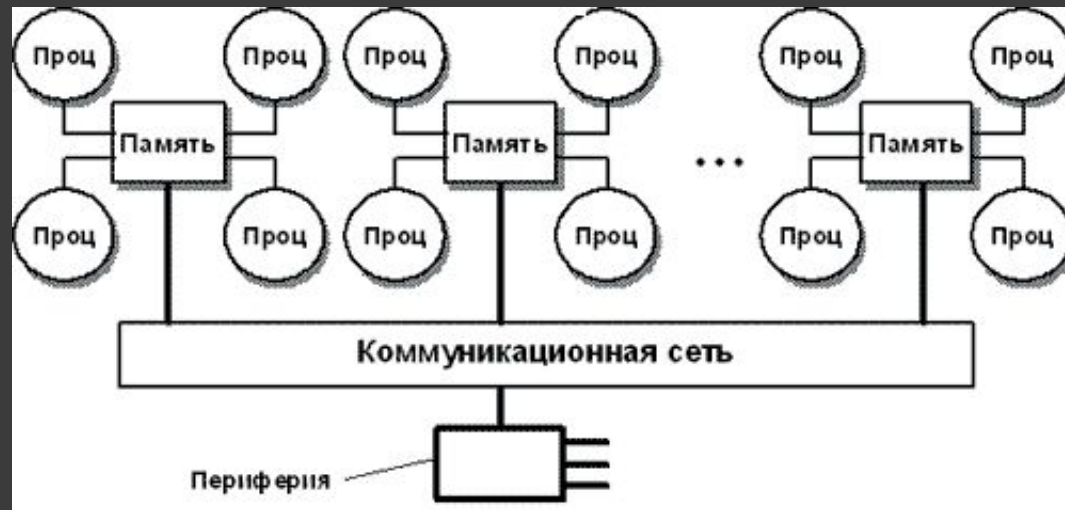 Проц Проц Проц Проц Проц Проц
Память Память ... Память
Проц Проц Проц Проц Проц Проц
Коммуникационная сеть
Периферия